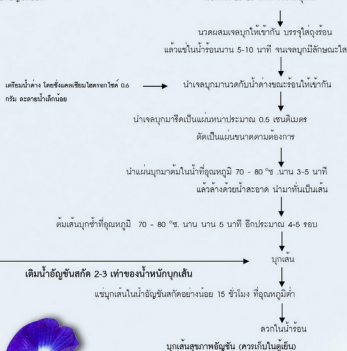 นวดผสมเจลบุกให้เข้ากัน บรรจุใส่ถุงร้อน
แล้วแช่ในน้ำร้อนนาน 5-10 นาที จนเจลบุกมีลักษณะใส
เตรียมน้ำด่าง โดยชั่งแคลเซียมไฮดรอกไซด์ 0.6
กรัม ละลายน้ำเล็กน้อย
นำเจลบุกมานวดกับน้ำด่างขณะร้อนให้เข้ากัน
นำเจลบุกมารีดเป็นแผ่นหนาประมาณ 0.5 เซนติเมตร
ตัดเป็นแผ่นขนาดตามต้องการ
นำแผ่นบุกมาต้มในน้ำที่อุณหภูมิ 70 - 80 °ซ .นาน 3-5 นาที
แล้วล้างด้วยน้ำสะอาด นำมาหั่นเป็นเส้น
ต้มเส้นบุกซ้ำที่อุณหภูมิ 70 - 80 °ซ. นาน นาน 5 นาที อีกประมาณ 4-5 รอบ
บุกเส้น
เติมน้ำอัญชันสกัด 2-3 เท่าของน้ำหนักบุกเส้น
แช่บุกเส้นในน้ำอัญชันสกัดอย่างน้อย 15 ชั่วโมง ที่อุณหภูมิต่ำ
ลวกในน้ำร้อน
บุกเส้นสุขภาพอัญชัน (ควรเก็บในตู้เย็น)